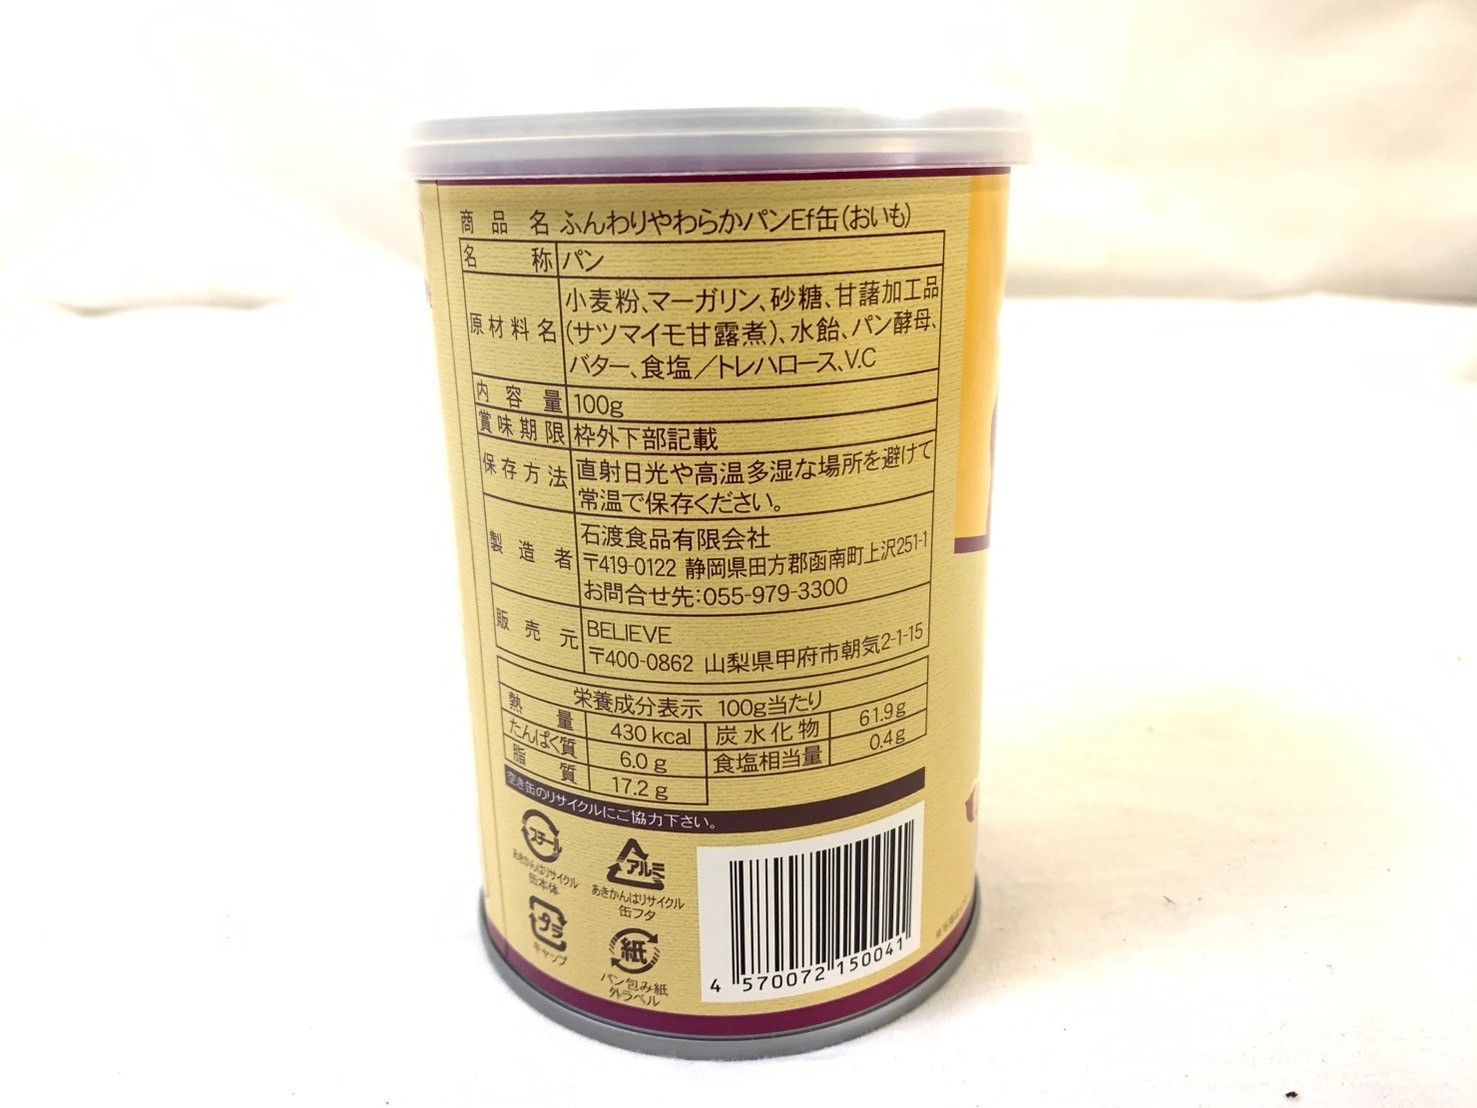 商品名 ふんわりやわらかパンEf缶(おいも)
名称 パン
原材料名 小麦粉、マーガリン、砂糖、甘藷加工品
(サツマイモ甘露煮)、水飴、パン酵母、
バター、食塩/トレハロース、V.C
内容量 100g
賞味期限 枠外下部記載
保存方法 直射日光や高温多湿な場所を避けて
常温で保存ください。
製造者 石渡食品有限会社
〒419-0122 静岡県田方郡函南町上沢251-1
お問合せ先:055-979-3300
販売元 BELIEVE
〒400-0862 山梨県甲府市朝気2-1-15
栄養成分表示 100g当たり
熱量 430kcal 炭水化物 61.9g
たんぱく質 6.0g 食塩相当量 0.4g
脂質 17.2g
空き缶のリサイクルにご協力下さい。
スチール
あきかんはリサイクル
缶本体
アルミ
あきかんはリサイクル
缶フタ
プラ
キャップ
紙
パン包み紙
外ラベル
4 570072 150041